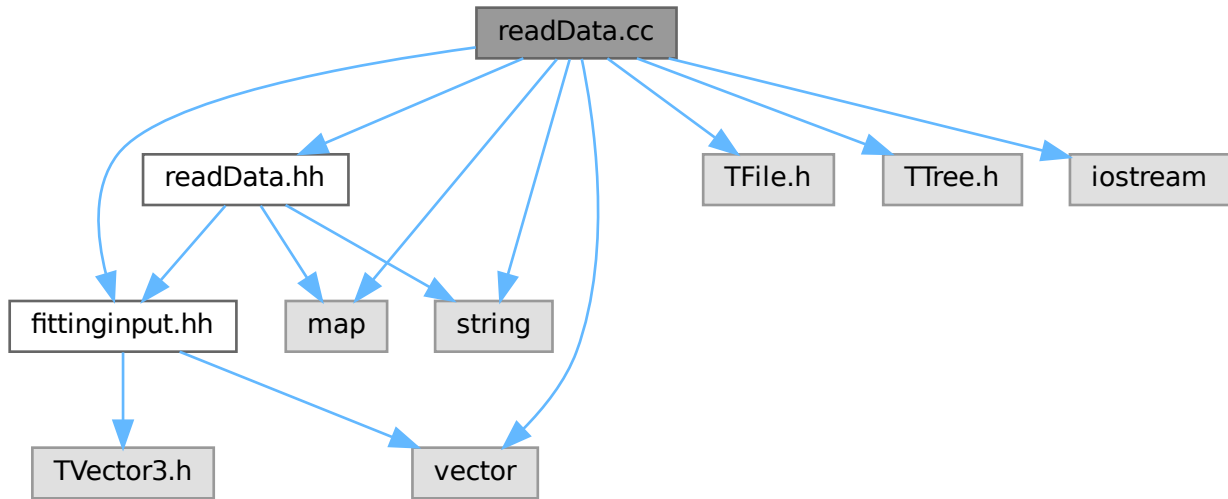 readData.cc
readData.hh
TFile.h
TTree.h
iostream
fittinginput.hh
map
string
TVector3.h
vector